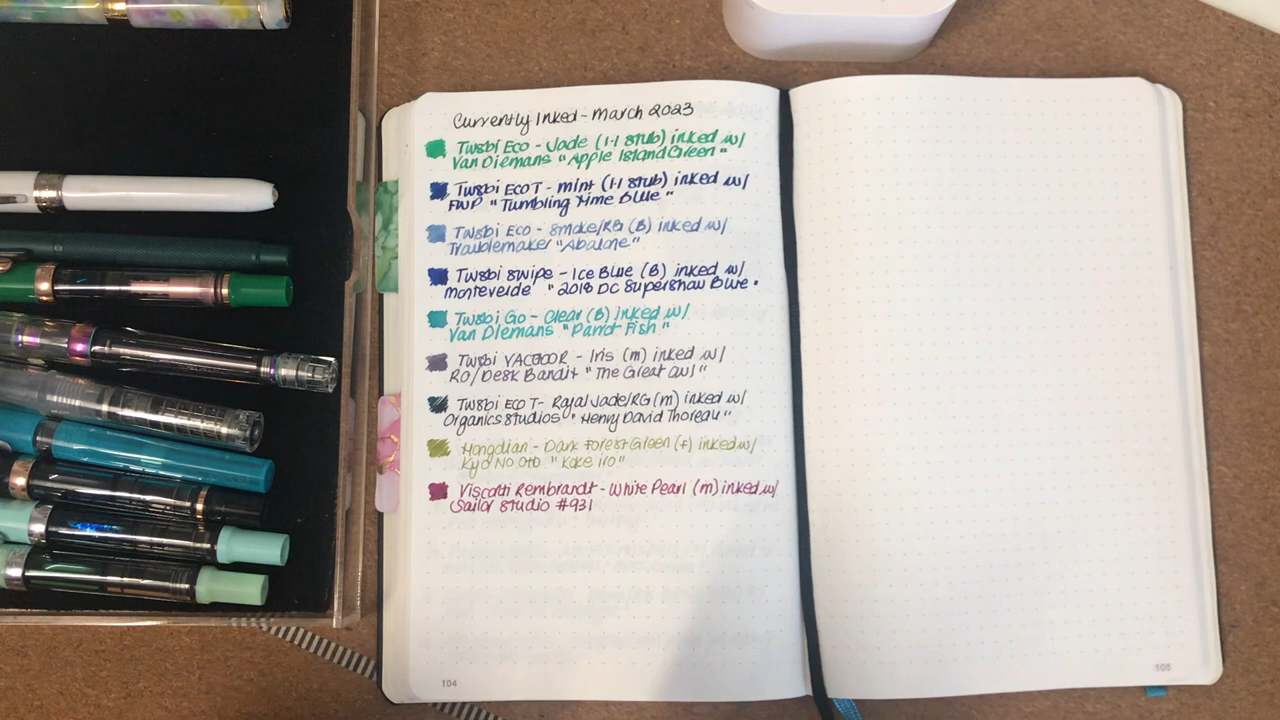 Currently Inked - March 2023
Twsbi Eco - Jade (1.1 stub) inked w/
Van Diemans "Apple Island Green"
Twsbi ECO T - mint (1.1 stub) inked w/
FWP "Tumbling Time Blue"
Twsbi Eco - Smoke/RG (B) inked w/
Troublemaker "Abalone"
Twsbi Swipe - Ice Blue (B) inked w/
Monteverde "2018 DC Supershow Blue"
Twsbi Go - Clear (B) Inked w/
Van Diemans "Parrot Fish"
Twsbi VAC700R - Iris (m) inked w/
RO/Desk Bandit "The Great Owl"
Twsbi ECO T - Royal Jade/RG (m) inked w/
Organics Studios "Henry David Thoreau"
Hongdian - Dark Forest Green (f) inked w/
Kyo No Oto "Koke iro"
Visconti Rembrandt - White Pearl (m) inked w/
Sailor Studio #931
104
105